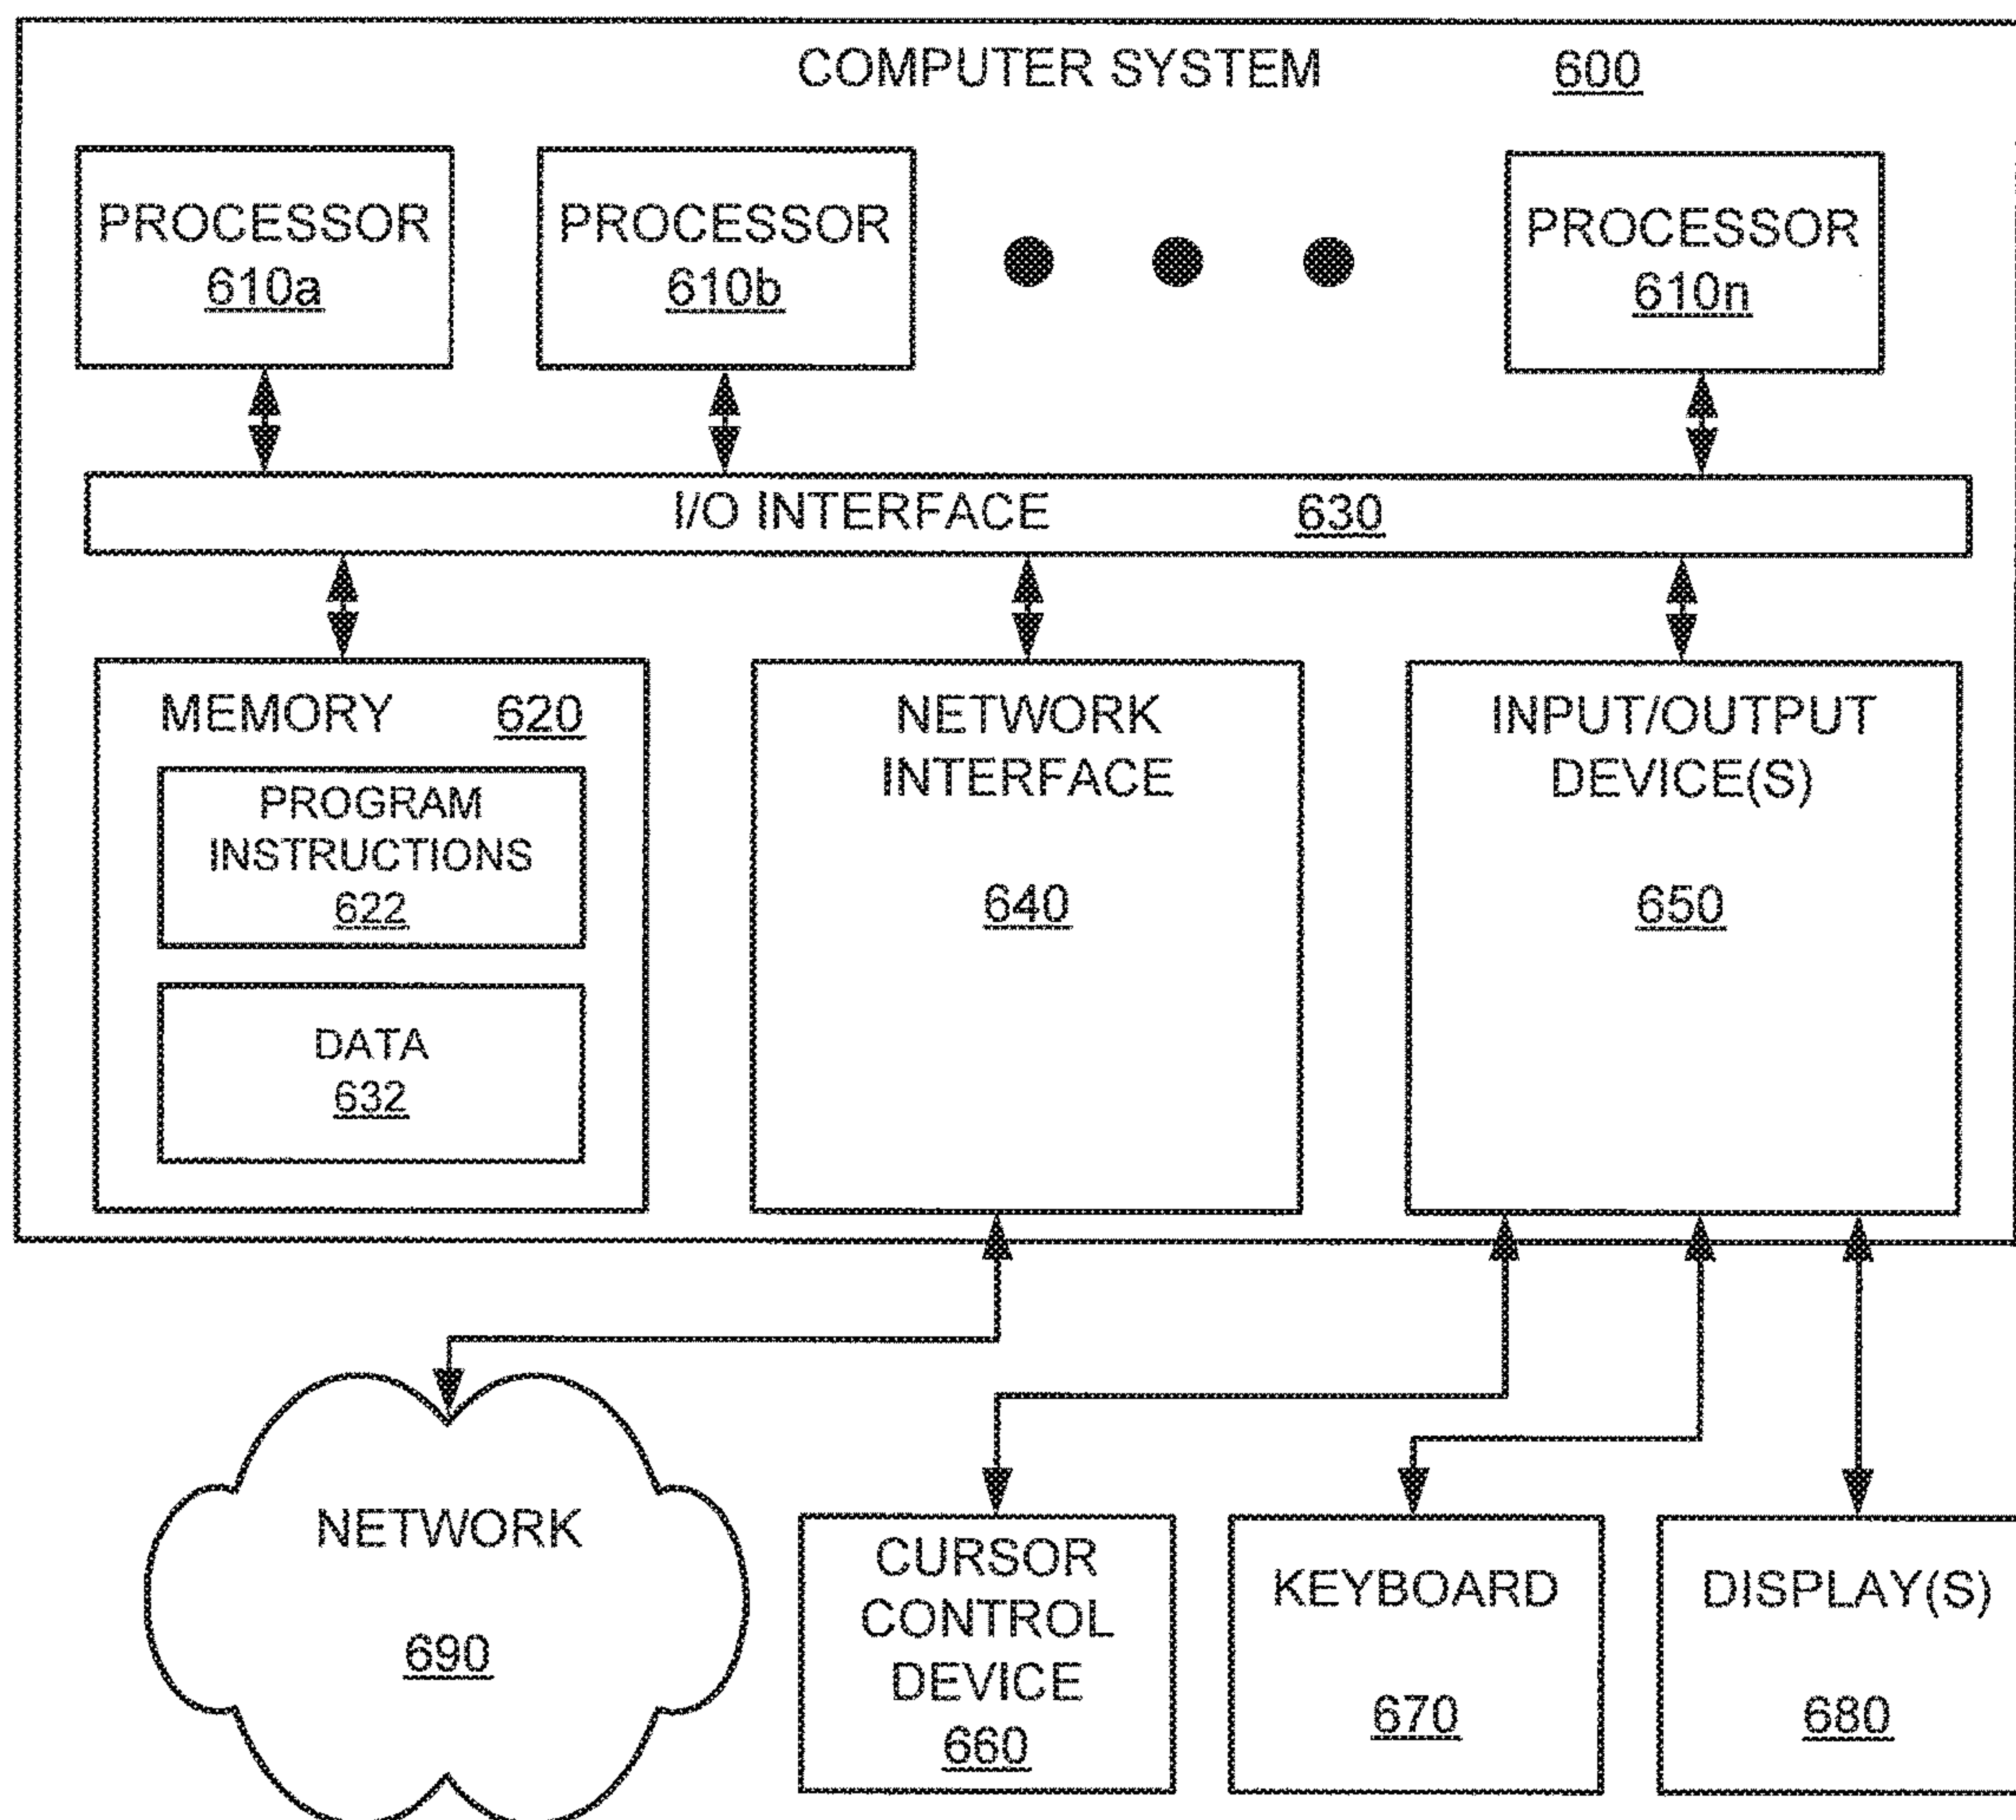 COMPUTER SYSTEM 600
PROCESSOR
610a
PROCESSOR
610b
PROCESSOR
610n
I/O INTERFACE 630
MEMORY 620
PROGRAM
INSTRUCTIONS
622
DATA
632
NETWORK
INTERFACE
640
INPUT/OUTPUT
DEVICE(S)
650
NETWORK
690
CURSOR
CONTROL
DEVICE
660
KEYBOARD
670
DISPLAY(S)
680